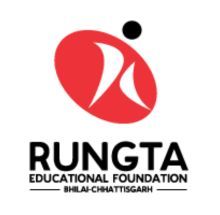 RUNGTA
EDUCATIONAL FOUNDATION
BHILAI-CHHATTISGARH